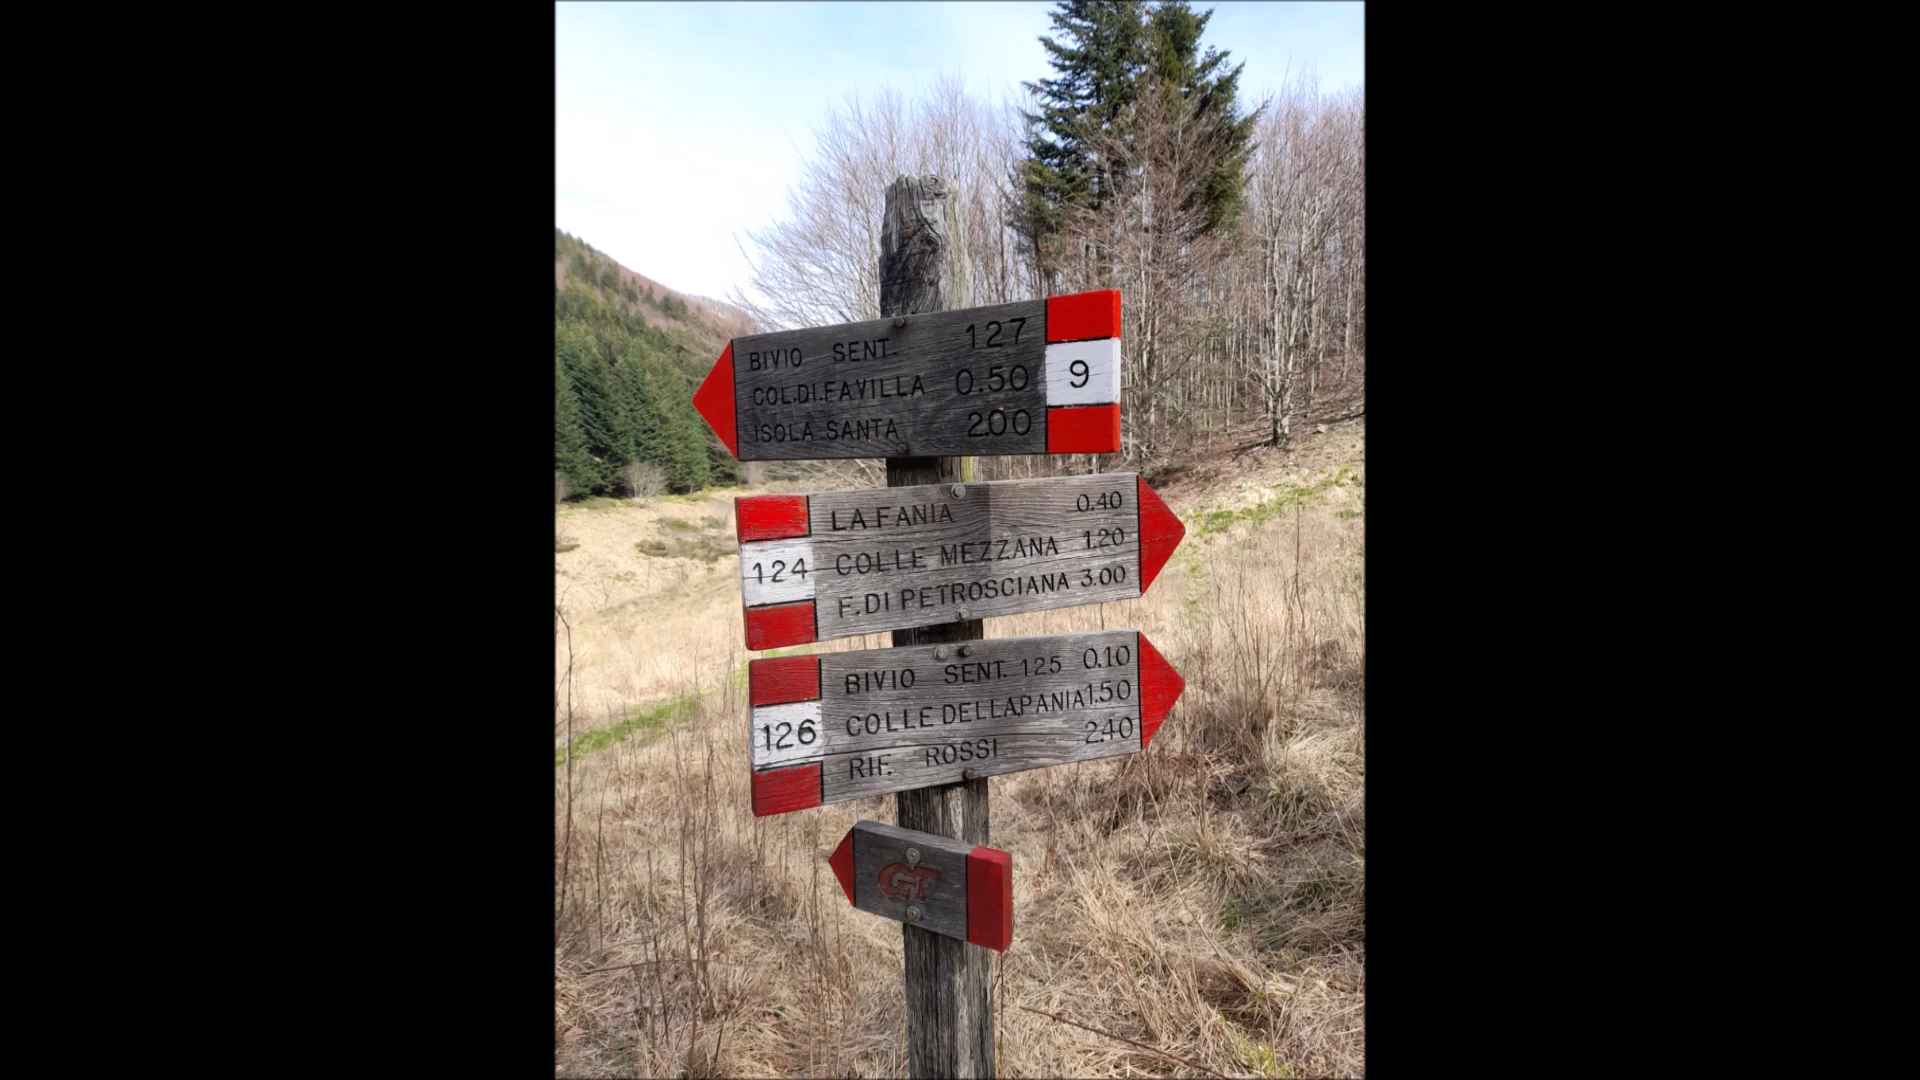 BIVIO SENT. 127
COL.DI.FAVILLA 0.50
ISOLA SANTA 2.00
9
LA FANIA 0.40
124
COLLE MEZZANA 1.20
F. DI PETROSCIANA 3.00
BIVIO SENT. 125 0.10
126
COLLE DELLA.PANIA 1.50
RIF. ROSSI 2.40
GT